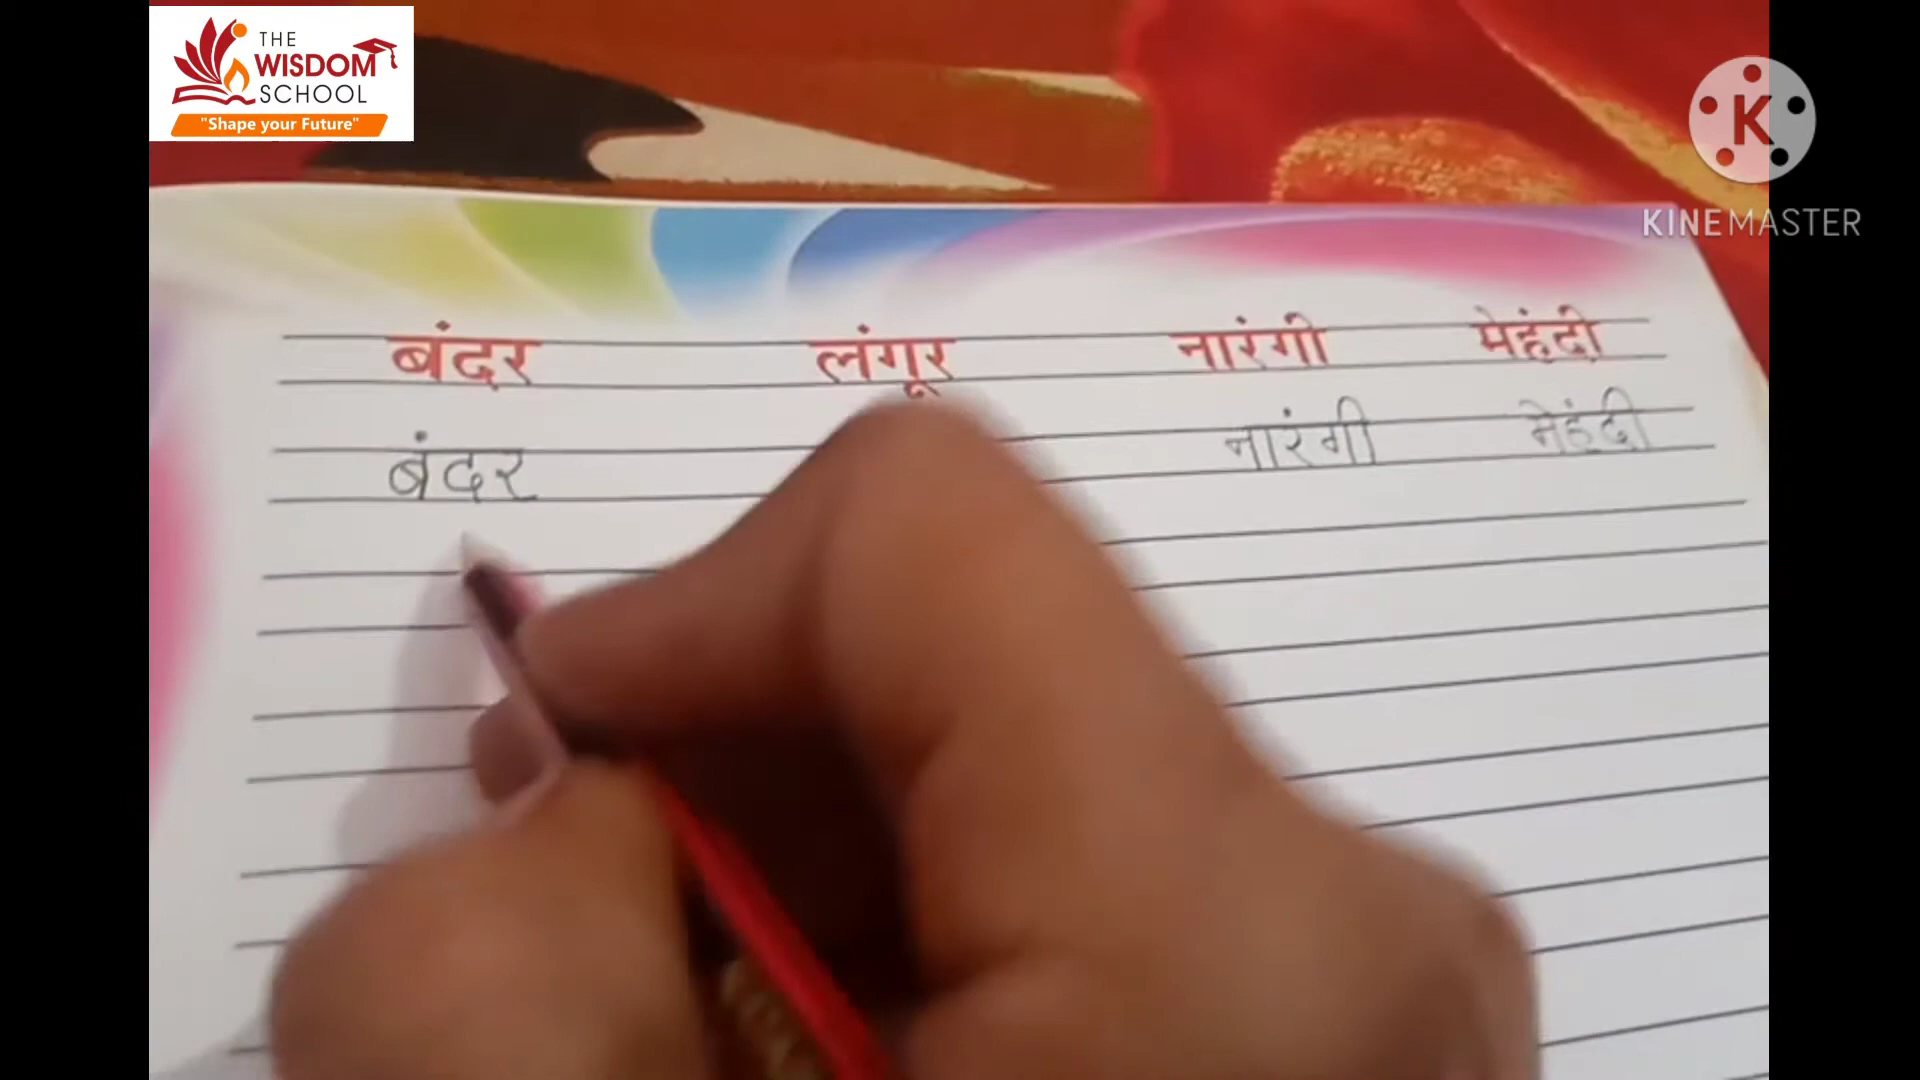 THE
WISDOM
SCHOOL
"Shape your Future"
K
KINEMASTER
बंदर लंगूर नारंगी मेहंदी
बंदर नारंगी मेहंदी